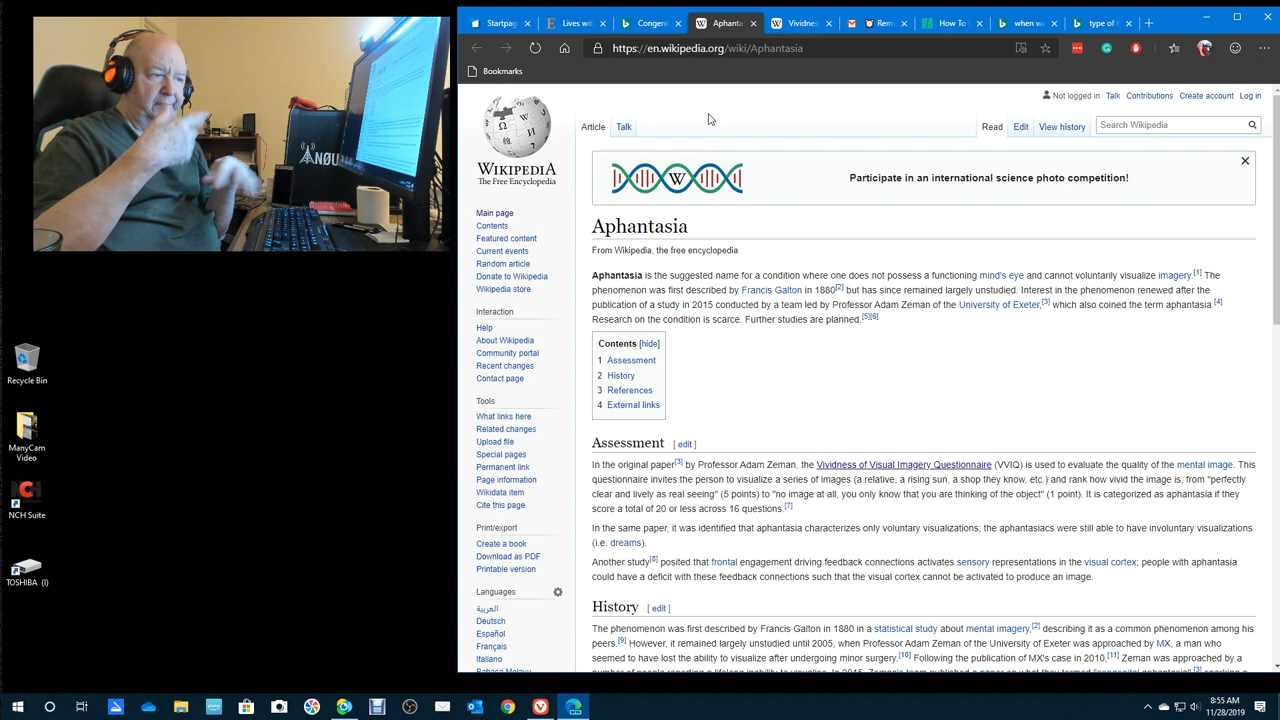 Startpag
Lives with
Congeni
Aphantas
Vividnes
Remi
How To V
when wa
type of t
https://en.wikipedia.org/wiki/Aphantasia
Bookmarks
Not logged in Talk Contributions Create account Log in
Article Talk Read Edit View history Search Wikipedia
WIKIPEDIA
The Free Encyclopedia
Participate in an international science photo competition!
Main page
Contents
Featured content
Current events
Random article
Donate to Wikipedia
Wikipedia store
Interaction
Help
About Wikipedia
Community portal
Recent changes
Contact page
Tools
What links here
Related changes
Upload file
Special pages
Permanent link
Page information
Wikidata item
Cite this page
Print/export
Create a book
Download as PDF
Printable version
Languages
العربية
Deutsch
Español
Français
Italiano
Bahasa Melayu
Aphantasia
From Wikipedia, the free encyclopedia
Aphantasia is the suggested name for a condition where one does not possess a functioning mind's eye and cannot voluntarily visualize imagery.[1] The
phenomenon was first described by Francis Galton in 1880[2] but has since remained largely unstudied. Interest in the phenomenon renewed after the
publication of a study in 2015 conducted by a team led by Professor Adam Zeman of the University of Exeter,[3] which also coined the term aphantasia.[4]
Research on the condition is scarce. Further studies are planned.[5][6]
Contents [hide]
1 Assessment
2 History
3 References
4 External links
Assessment [ edit ]
In the original paper[3] by Professor Adam Zeman, the Vividness of Visual Imagery Questionnaire (VVIQ) is used to evaluate the quality of the mental image. This
questionnaire invites the person to visualize a series of images (a relative, a rising sun, a shop they know, etc.) and rank how vivid the image is, from "perfectly
clear and lively as real seeing" (5 points) to "no image at all, you only know that you are thinking of the object" (1 point). It is categorized as aphantasia if they
score a total of 20 or less across 16 questions.[7]
In the same paper, it was identified that aphantasia characterizes only voluntary visualizations; the aphantasiacs were still able to have involuntary visualizations
(i.e. dreams).
Another study[8] posited that frontal engagement driving feedback connections activates sensory representations in the visual cortex; people with aphantasia
could have a deficit with these feedback connections such that the visual cortex cannot be activated to produce an image.
History [ edit ]
The phenomenon was first described by Francis Galton in 1880 in a statistical study about mental imagery,[2] describing it as a common phenomenon among his
peers.[9] However, it remained largely unstudied until 2005, when Professor Adam Zeman of the University of Exeter was approached by MX, a man who
seemed to have lost the ability to visualize after undergoing minor surgery.[10] Following the publication of MX's case in 2010,[11] Zeman was approached by a
Recycle Bin
ManyCam
Video
NCH Suite
TOSHIBA (I)
8:55 AM
11/28/2019